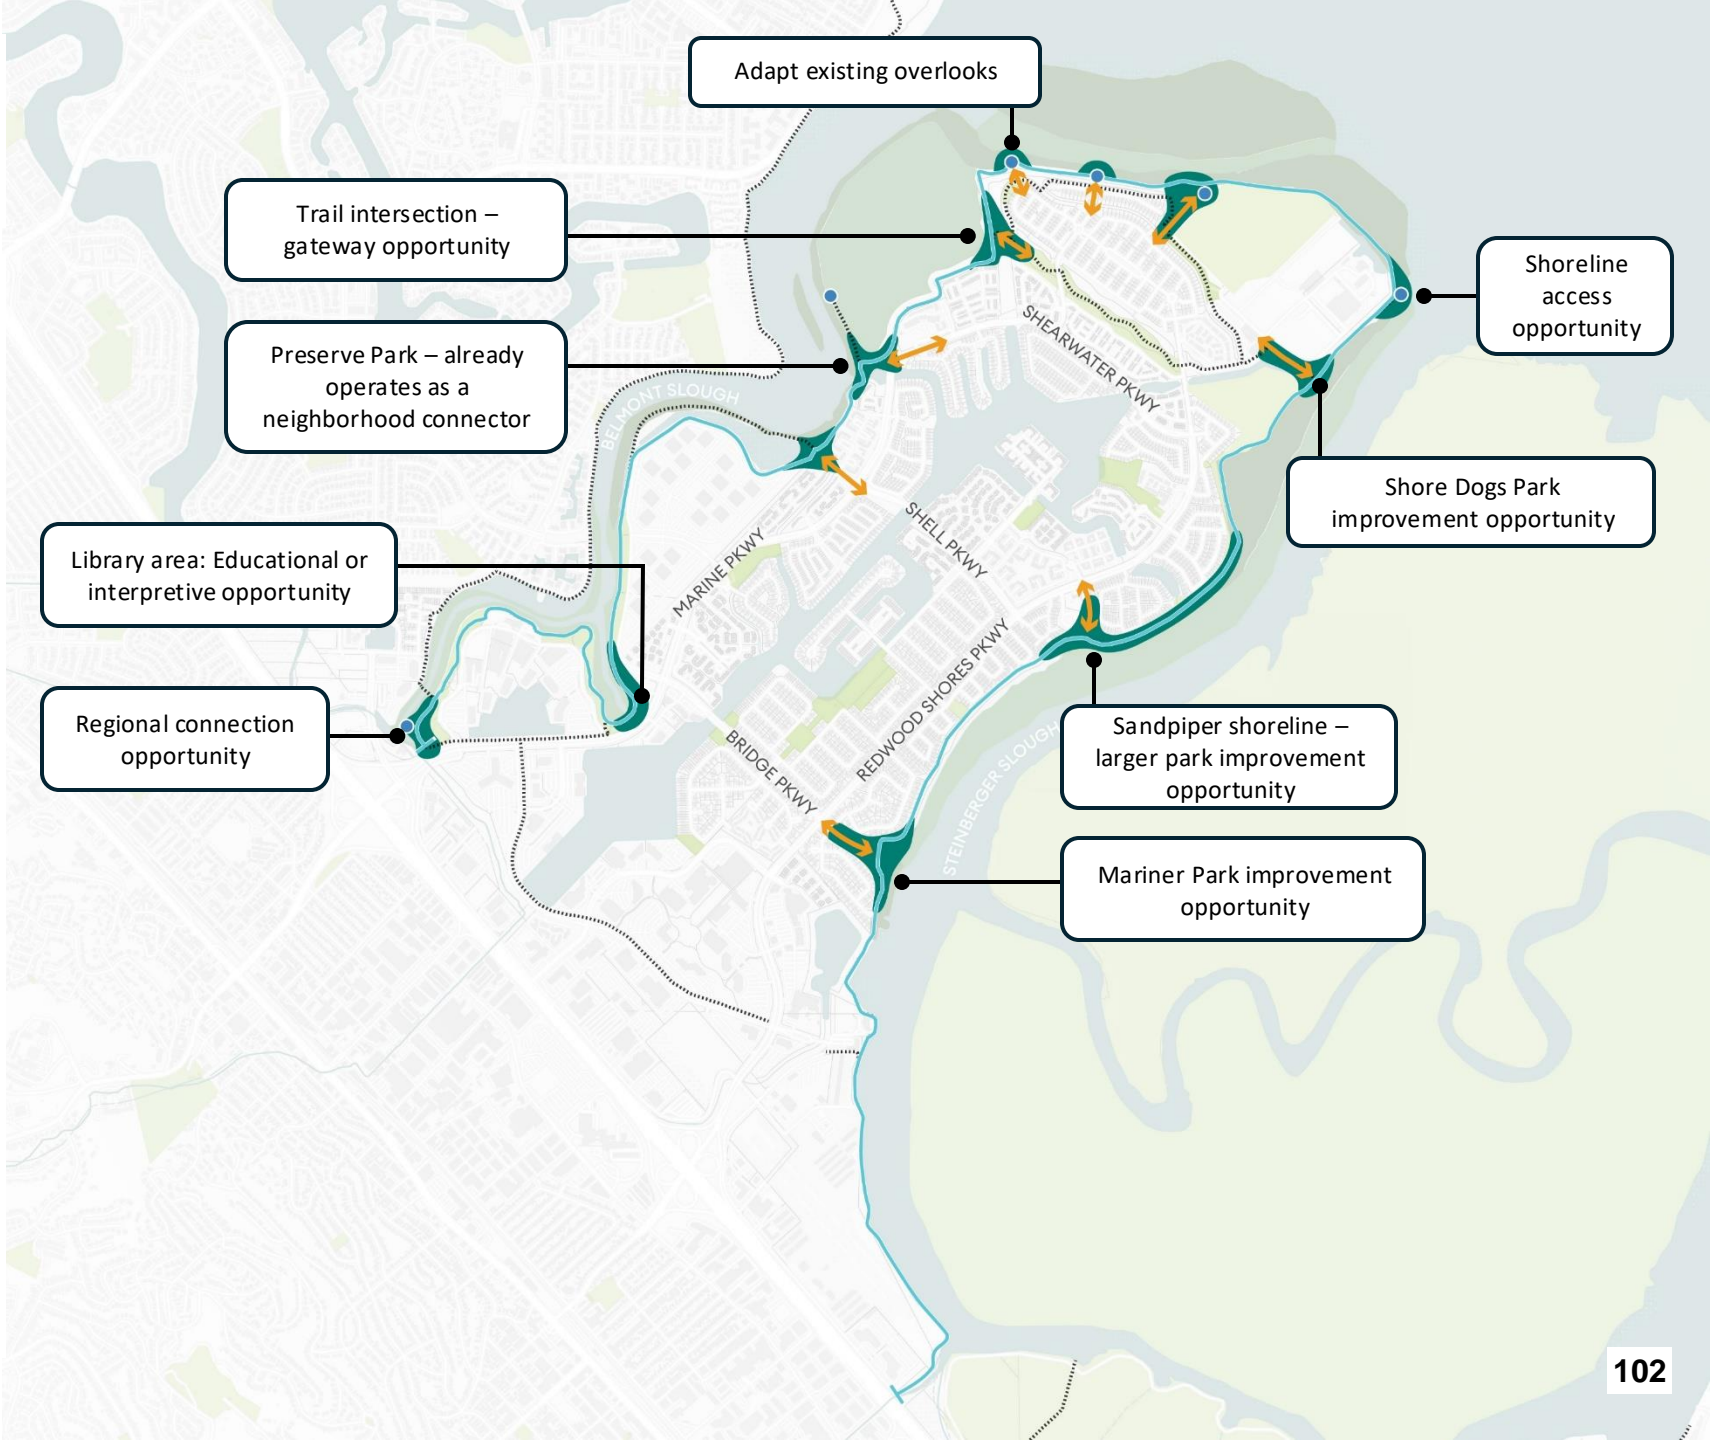 Adapt existing overlooks
Trail intersection –
gateway opportunity
Shoreline
access
opportunity
Preserve Park – already
operates as a
neighborhood connector
SHEARWATER PKWY
BELMONT SLOUGH
Shore Dogs Park
improvement opportunity
Library area: Educational or
interpretive opportunity
MARINE PKWY
SHELL PKWY
REDWOOD SHORES PKWY
Regional connection
opportunity
Sandpiper shoreline –
larger park improvement
opportunity
BRIDGE PKWY
STEINBERGER SLOUGH
Mariner Park improvement
opportunity
102